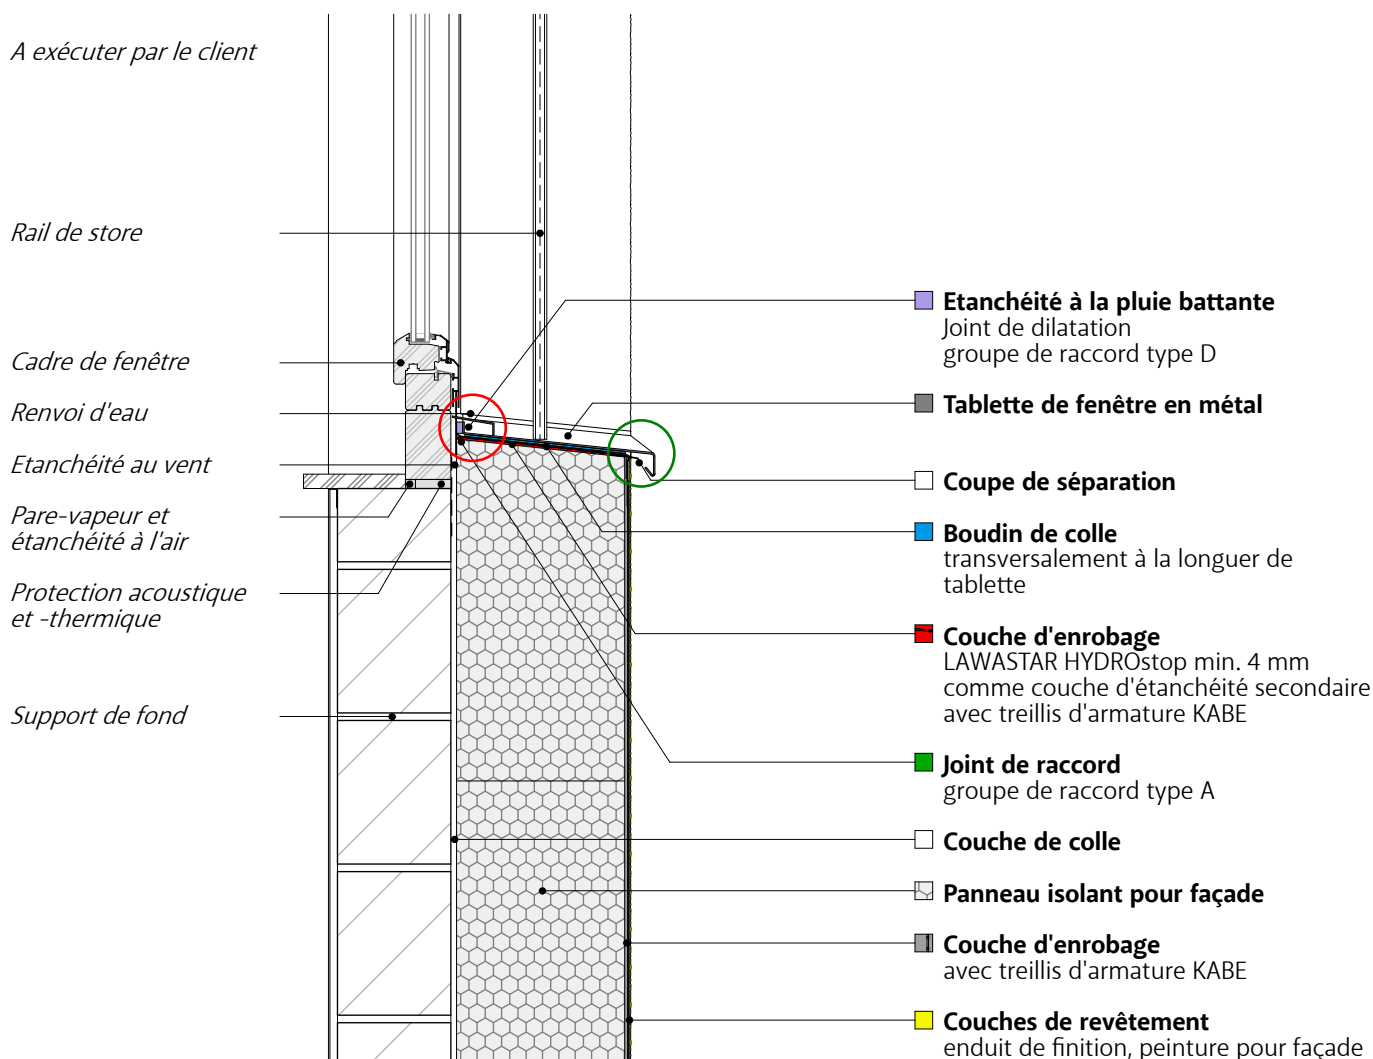 A exécuter par le client
Rail de store
Cadre de fenêtre
Renvoi d'eau
Etanchéité au vent
Pare-vapeur et
étanchéité à l'air
Protection acoustique
et -thermique
Support de fond
Etanchéité à la pluie battante
Joint de dilatation
groupe de raccord type D
Tablette de fenêtre en métal
Coupe de séparation
Boudin de colle
transversalement à la longuer de
tablette
Couche d'enrobage
LAWASTAR HYDROstop min. 4 mm
comme couche d'étanchéité secondaire
avec treillis d'armature KABE
Joint de raccord
groupe de raccord type A
Couche de colle
Panneau isolant pour façade
Couche d'enrobage
avec treillis d'armature KABE
Couches de revêtement
enduit de finition, peinture pour façade